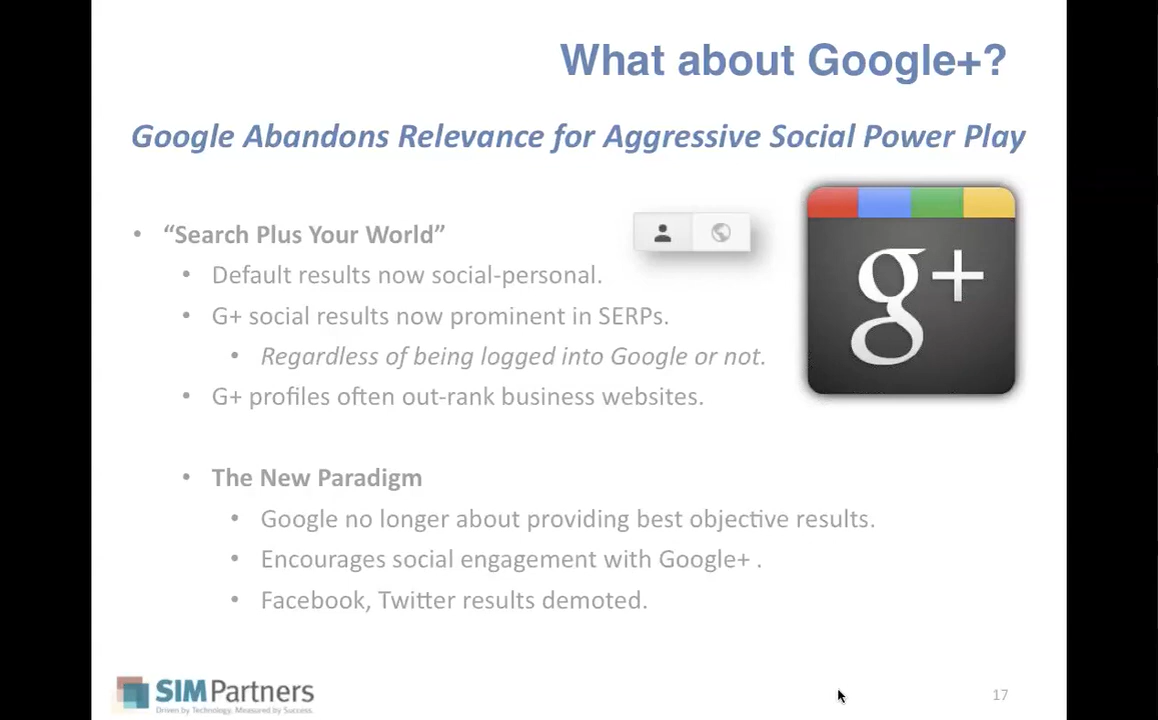 What about Google+?
Google Abandons Relevance for Aggressive Social Power Play
• “Search Plus Your World”
• Default results now social-personal.
• G+ social results now prominent in SERPs.
• Regardless of being logged into Google or not.
• G+ profiles often out-rank business websites.
g+
• The New Paradigm
• Google no longer about providing best objective results.
• Encourages social engagement with Google+ .
• Facebook, Twitter results demoted.
SIMPartners
Driven by Technology. Measured by Success.
17